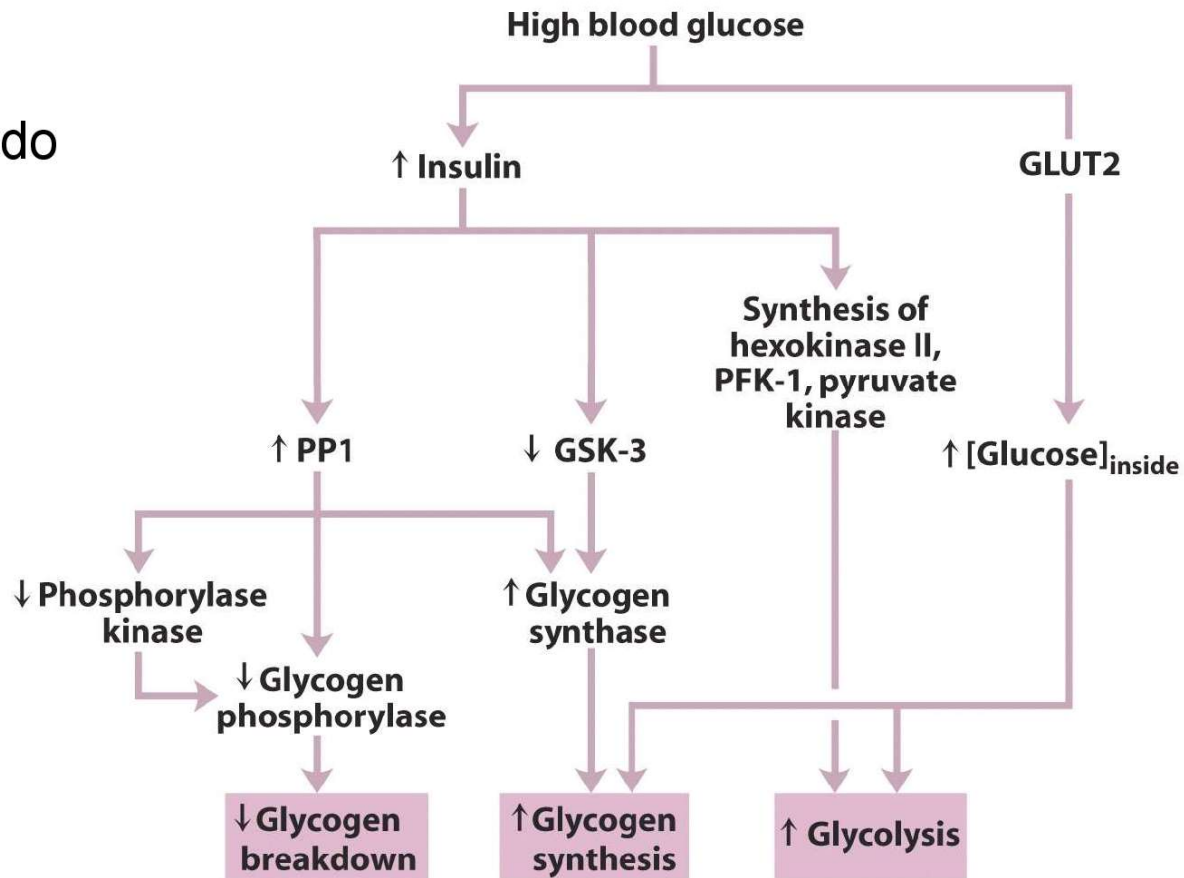 High blood glucose
do
↑ Insulin
GLUT2
Synthesis of
hexokinase II,
PFK-1, pyruvate
kinase
↑ PP1
↓ GSK-3
↑ [Glucose]inside
↓ Phosphorylase
kinase
↑ Glycogen
synthase
↓ Glycogen
phosphorylase
↓ Glycogen
breakdown
↑ Glycogen
synthesis
↑ Glycolysis